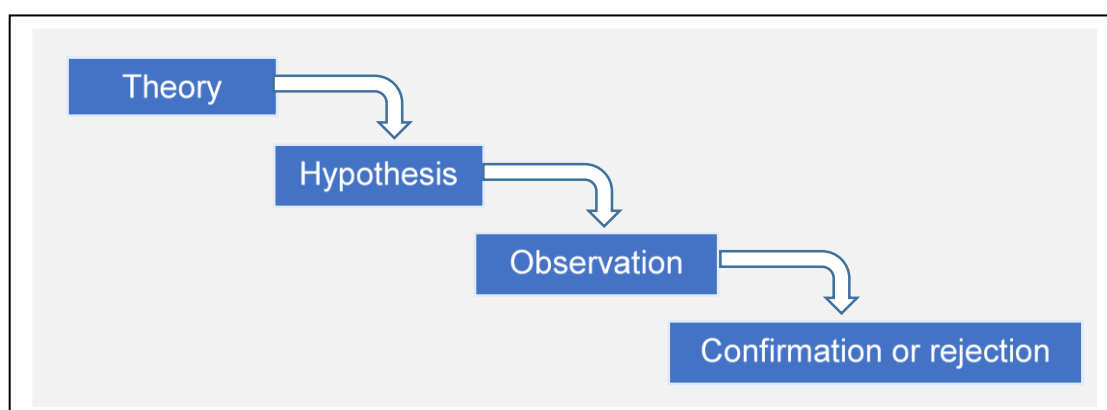 Theory
Hypothesis
Observation
Confirmation or rejection